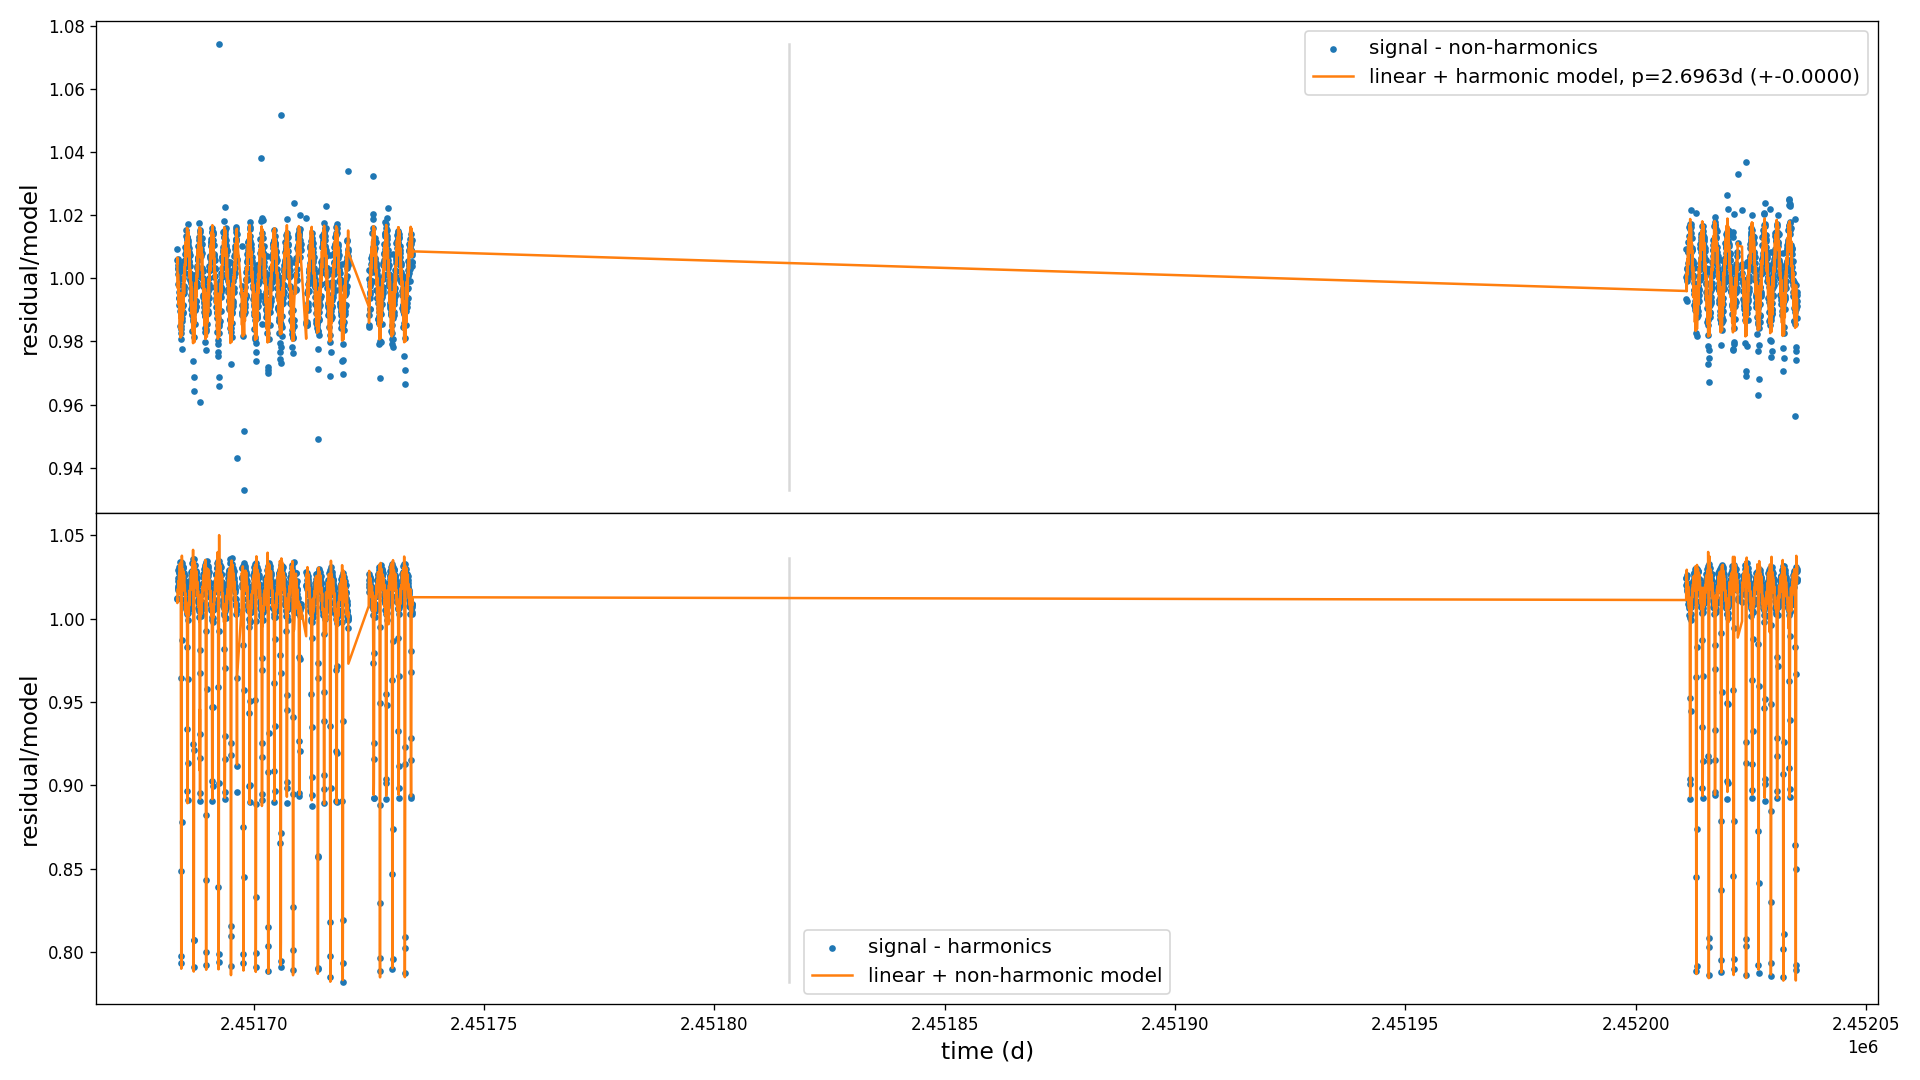 1.08
1.06
1.04
1.02
1.00
0.98
0.96
0.94
residual/model
signal - non-harmonics
linear + harmonic model, p=2.6963d (+-0.0000)
1.05
1.00
0.95
0.90
0.85
0.80
residual/model
signal - harmonics
linear + non-harmonic model
2.45170 2.45175 2.45180 2.45185 2.45190 2.45195 2.45200 2.45205
1e6
time (d)